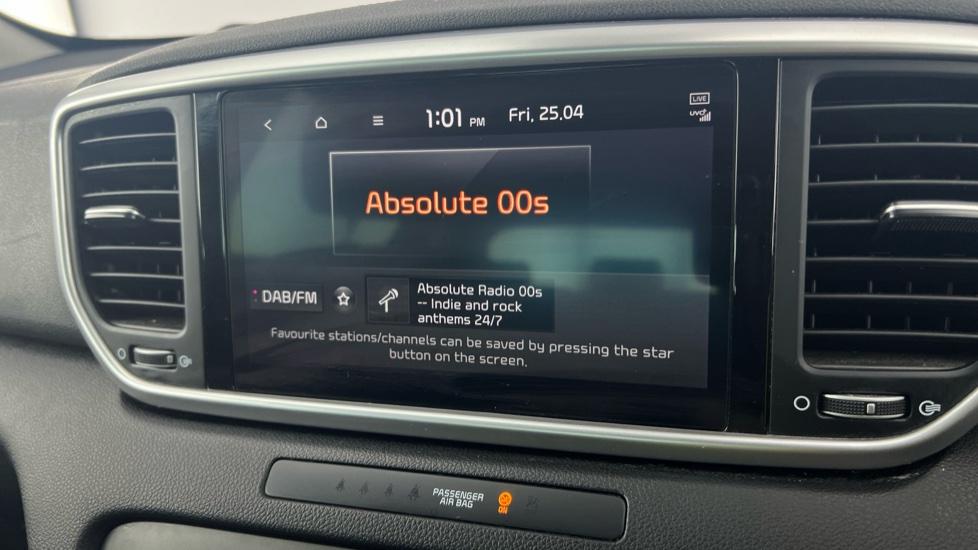 1:01 PM Fri, 25.04
LIVE
UVO
Absolute 00s
DAB/FM
Absolute Radio 00s
-- Indie and rock
anthems 24/7
Favourite stations/channels can be saved by pressing the star
button on the screen.
PASSENGER
AIR BAG
ON